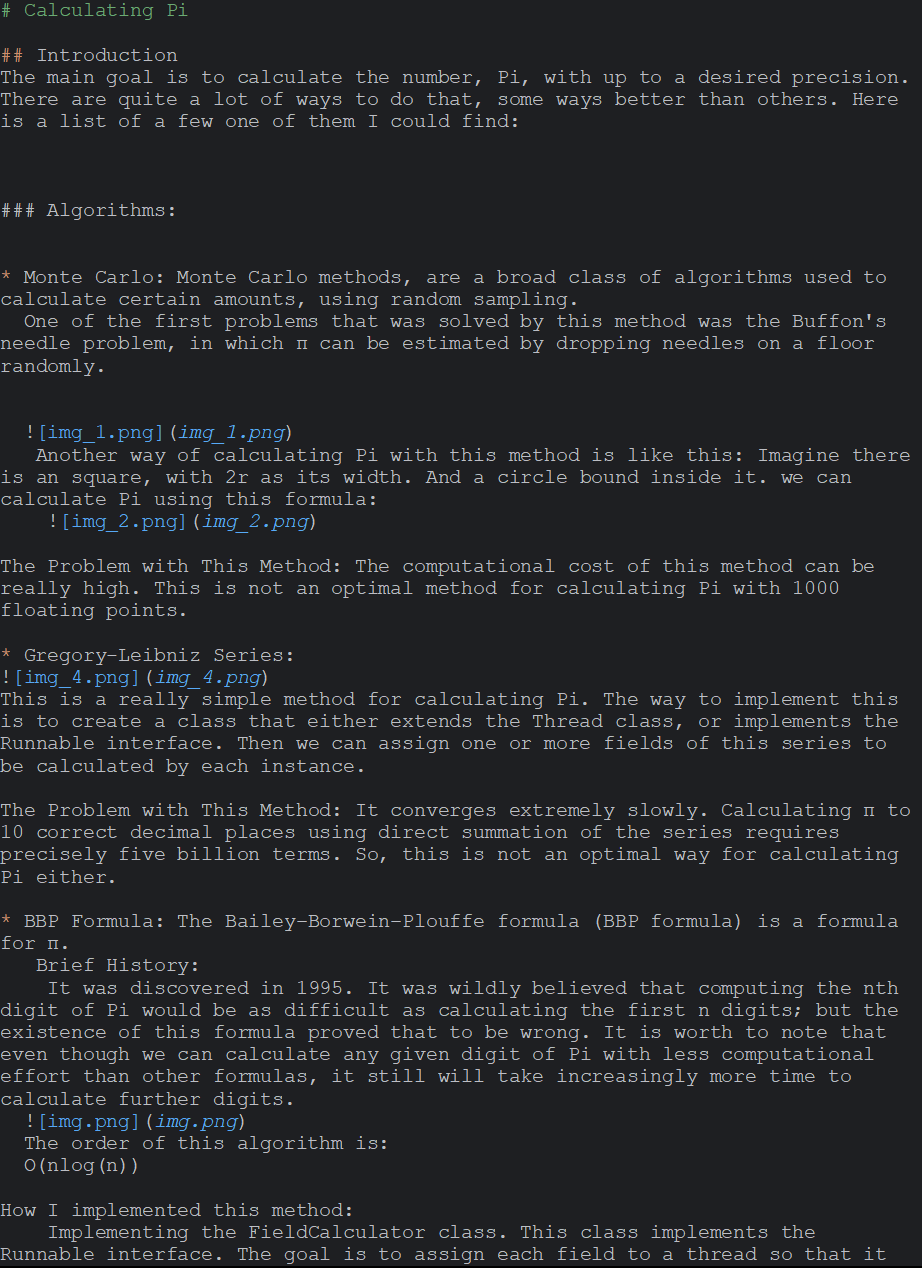 # Calculating Pi
## Introduction
The main goal is to calculate the number, Pi, with up to a desired precision.
There are quite a lot of ways to do that, some ways better than others. Here
is a list of a few one of them I could find:
### Algorithms:
* Monte Carlo: Monte Carlo methods, are a broad class of algorithms used to
calculate certain amounts, using random sampling.
One of the first problems that was solved by this method was the Buffon's
needle problem, in which π can be estimated by dropping needles on a floor
randomly.
![img_1.png](img_1.png)
Another way of calculating Pi with this method is like this: Imagine there
is an square, with 2r as its width. And a circle bound inside it. we can
calculate Pi using this formula:
![img_2.png](img_2.png)
The Problem with This Method: The computational cost of this method can be
really high. This is not an optimal method for calculating Pi with 1000
floating points.
* Gregory–Leibniz Series:
![img_4.png](img_4.png)
This is a really simple method for calculating Pi. The way to implement this
is to create a class that either extends the Thread class, or implements the
Runnable interface. Then we can assign one or more fields of this series to
be calculated by each instance.
The Problem with This Method: It converges extremely slowly. Calculating π to
10 correct decimal places using direct summation of the series requires
precisely five billion terms. So, this is not an optimal way for calculating
Pi either.
* BBP Formula: The Bailey–Borwein–Plouffe formula (BBP formula) is a formula
for π.
Brief History:
It was discovered in 1995. It was wildly believed that computing the nth
digit of Pi would be as difficult as calculating the first n digits; but the
existence of this formula proved that to be wrong. It is worth to note that
even though we can calculate any given digit of Pi with less computational
effort than other formulas, it still will take increasingly more time to
calculate further digits.
![img.png](img.png)
The order of this algorithm is:
O(nlog(n))
How I implemented this method:
Implementing the FieldCalculator class. This class implements the
Runnable interface. The goal is to assign each field to a thread so that it